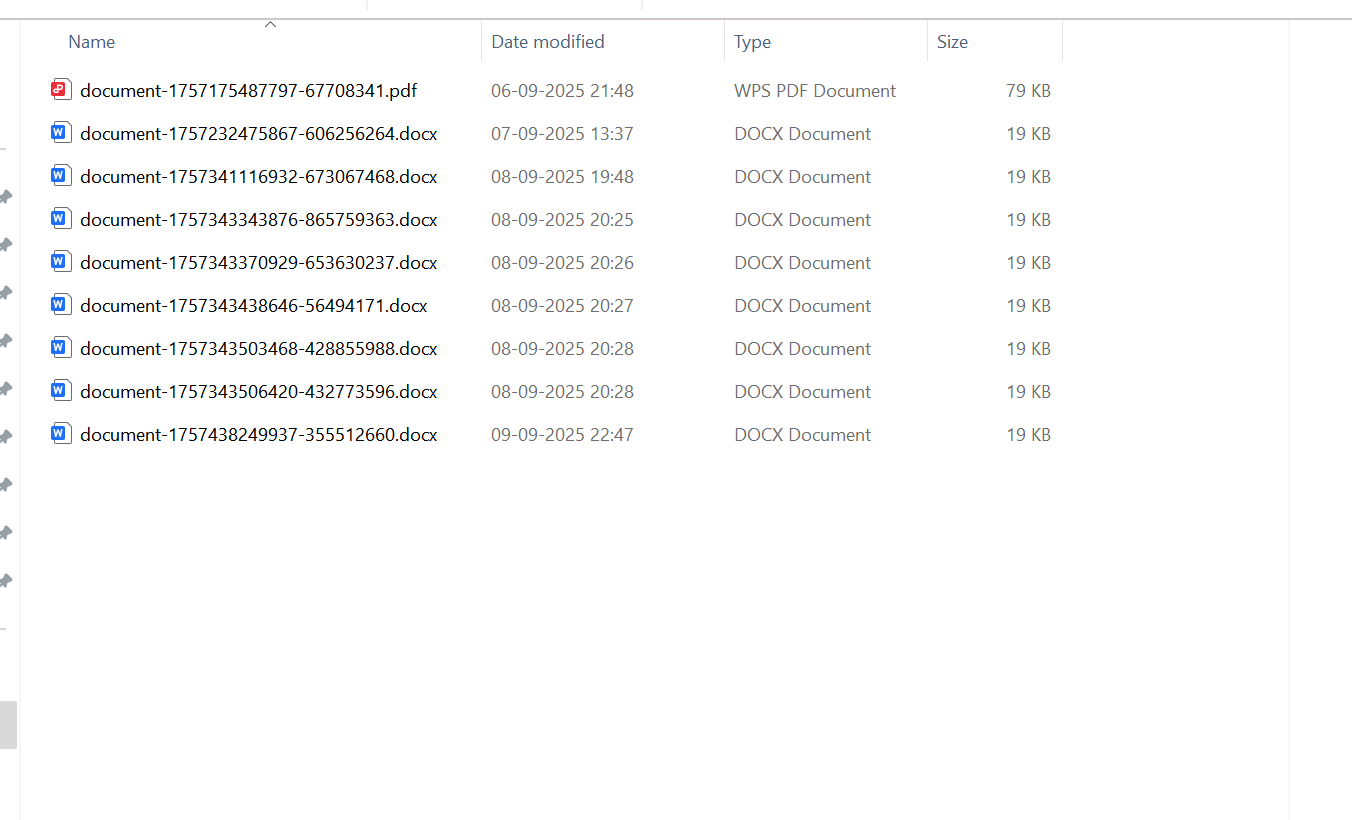 Name Date modified Type Size
document-1757175487797-67708341.pdf 06-09-2025 21:48 WPS PDF Document 79 KB
document-1757232475867-606256264.docx 07-09-2025 13:37 DOCX Document 19 KB
document-1757341116932-673067468.docx 08-09-2025 19:48 DOCX Document 19 KB
document-1757343343876-865759363.docx 08-09-2025 20:25 DOCX Document 19 KB
document-1757343370929-653630237.docx 08-09-2025 20:26 DOCX Document 19 KB
document-1757343438646-56494171.docx 08-09-2025 20:27 DOCX Document 19 KB
document-1757343503468-428855988.docx 08-09-2025 20:28 DOCX Document 19 KB
document-1757343506420-432773596.docx 08-09-2025 20:28 DOCX Document 19 KB
document-1757438249937-355512660.docx 09-09-2025 22:47 DOCX Document 19 KB